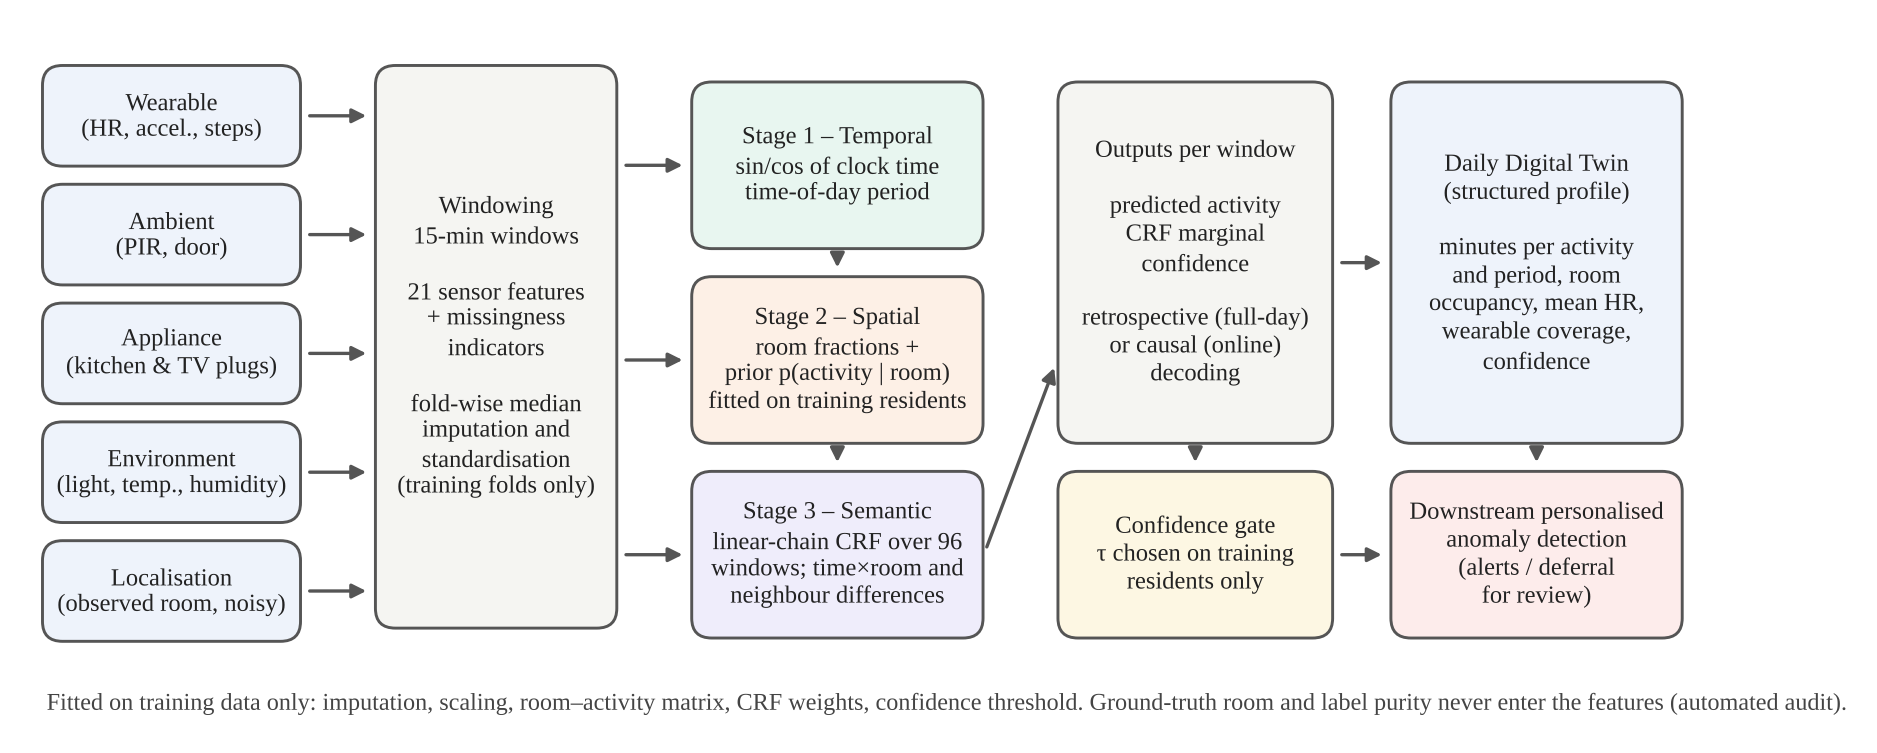 Wearable
(HR, accel., steps)
Ambient
(PIR, door)
Appliance
(kitchen & TV plugs)
Environment
(light, temp., humidity)
Localisation
(observed room, noisy)
Windowing
15-min windows
21 sensor features
+ missingness
indicators
fold-wise median
imputation and
standardisation
(training folds only)
Stage 1 – Temporal
sin/cos of clock time
time-of-day period
Stage 2 – Spatial
room fractions +
prior p(activity | room)
fitted on training residents
Stage 3 – Semantic
linear-chain CRF over 96
windows; time×room and
neighbour differences
Outputs per window
predicted activity
CRF marginal
confidence
retrospective (full-day)
or causal (online)
decoding
Confidence gate
τ chosen on training
residents only
Daily Digital Twin
(structured profile)
minutes per activity
and period, room
occupancy, mean HR,
wearable coverage,
confidence
Downstream personalised
anomaly detection
(alerts / deferral
for review)
Fitted on training data only: imputation, scaling, room–activity matrix, CRF weights, confidence threshold. Ground-truth room and label purity never enter the features (automated audit).